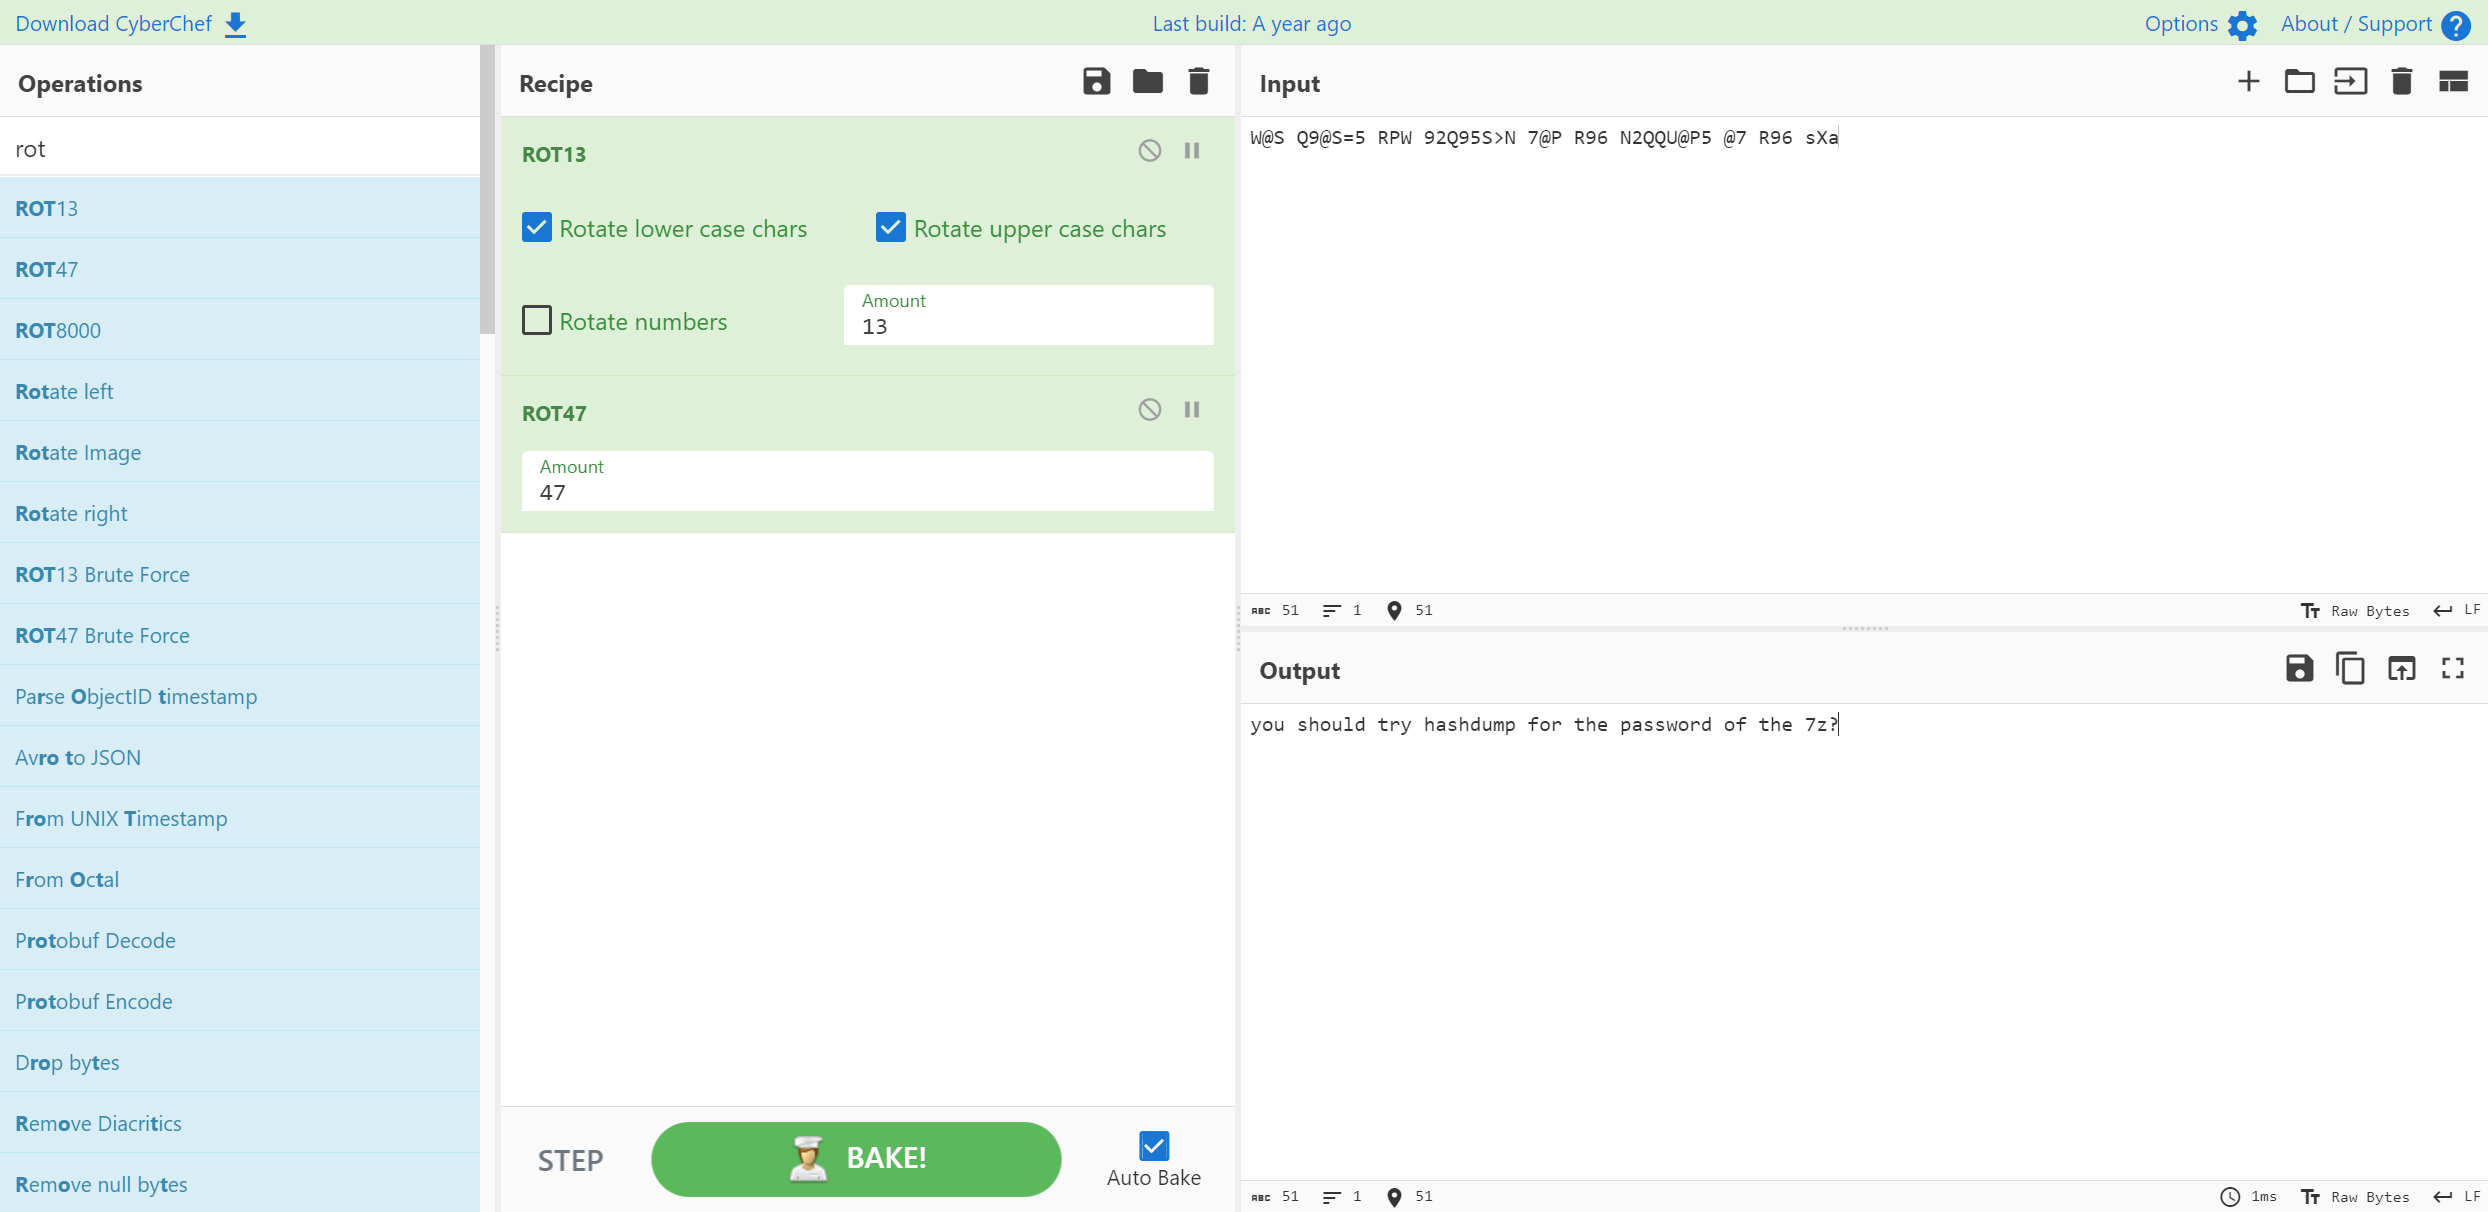 Download CyberChef
Last build: A year ago
Options
About / Support
Operations
rot
ROT13
ROT47
ROT8000
Rotate left
Rotate Image
Rotate right
ROT13 Brute Force
ROT47 Brute Force
Parse ObjectID timestamp
Avro to JSON
From UNIX Timestamp
From Octal
Protobuf Decode
Protobuf Encode
Drop bytes
Remove Diacritics
Remove null bytes
Recipe
ROT13
Rotate lower case chars
Rotate upper case chars
Rotate numbers
Amount
13
ROT47
Amount
47
STEP
BAKE!
Auto Bake
Input
W@S Q9@S=5 RPW 92Q95S>N 7@P R96 N2QQU@P5 @7 R96 sXa
ABC 51 1 51
Raw Bytes LF
Output
you should try hashdump for the password of the 7z?
ABC 51 1 51
1ms Raw Bytes LF